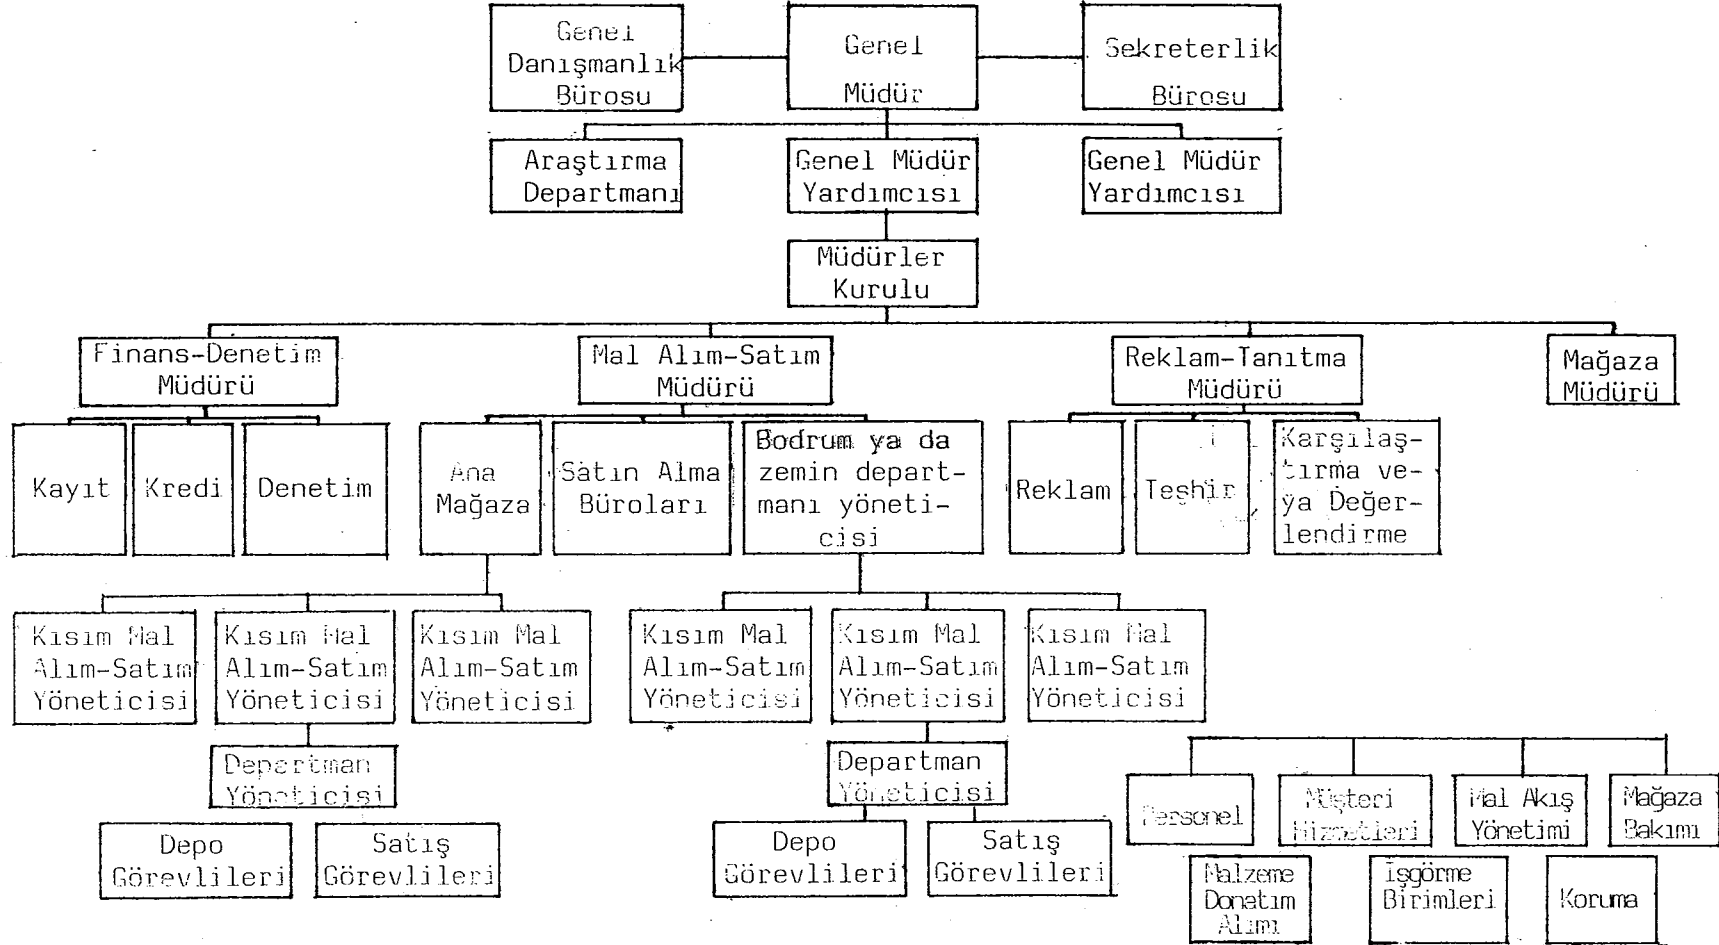 Genel
Danışmanlık
Bürosu
Genel
Müdür
Sekreterlik
Bürosu
Araştırma
Departmanı
Genel Müdür
Yardımcısı
Genel Müdür
Yardımcısı
Müdürler
Kurulu
Finans-Denetim
Müdürü
Mal Alım-Satım
Müdürü
Reklam-Tanıtma
Müdürü
Mağaza
Müdürü
Kayıt
Kredi
Denetim
Ana
Mağaza
Satın Alma
Büroları
Bodrum ya da
zemin depart-
manı yöneti-
cisi
Reklam
Teşhir
Karşılaş-
tırma ve-
ya Değer-
lendirme
Kısım Mal
Alım-Satım
Yöneticisi
Kısım Mal
Alım-Satım
Yöneticisi
Kısım Mal
Alım-Satım
Yöneticisi
Kısım Mal
Alım-Satım
Yöneticisi
Kısım Mal
Alım-Satım
Yöneticisi
Kısım Mal
Alım-Satım
Yöneticisi
Departman
Yöneticisi
Departman
Yöneticisi
Depo
Görevlileri
Satış
Görevlileri
Depo
Görevlileri
Satış
Görevlileri
Personel
Müşteri
Hizmetleri
Mal Akış
Yönetimi
Mağaza
Bakımı
Malzeme
Donatım
Alımı
İşgörme
Birimleri
Koruma